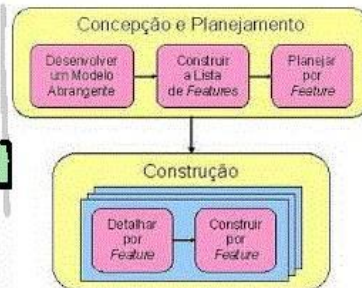 Concepção e Planejamento
Desenvolver
um Modelo
Abrangente
Construir
a Lista
de Features
Planejar
por
Feature
Construção
Detalhar
por
Feature
Construir
por
Feature